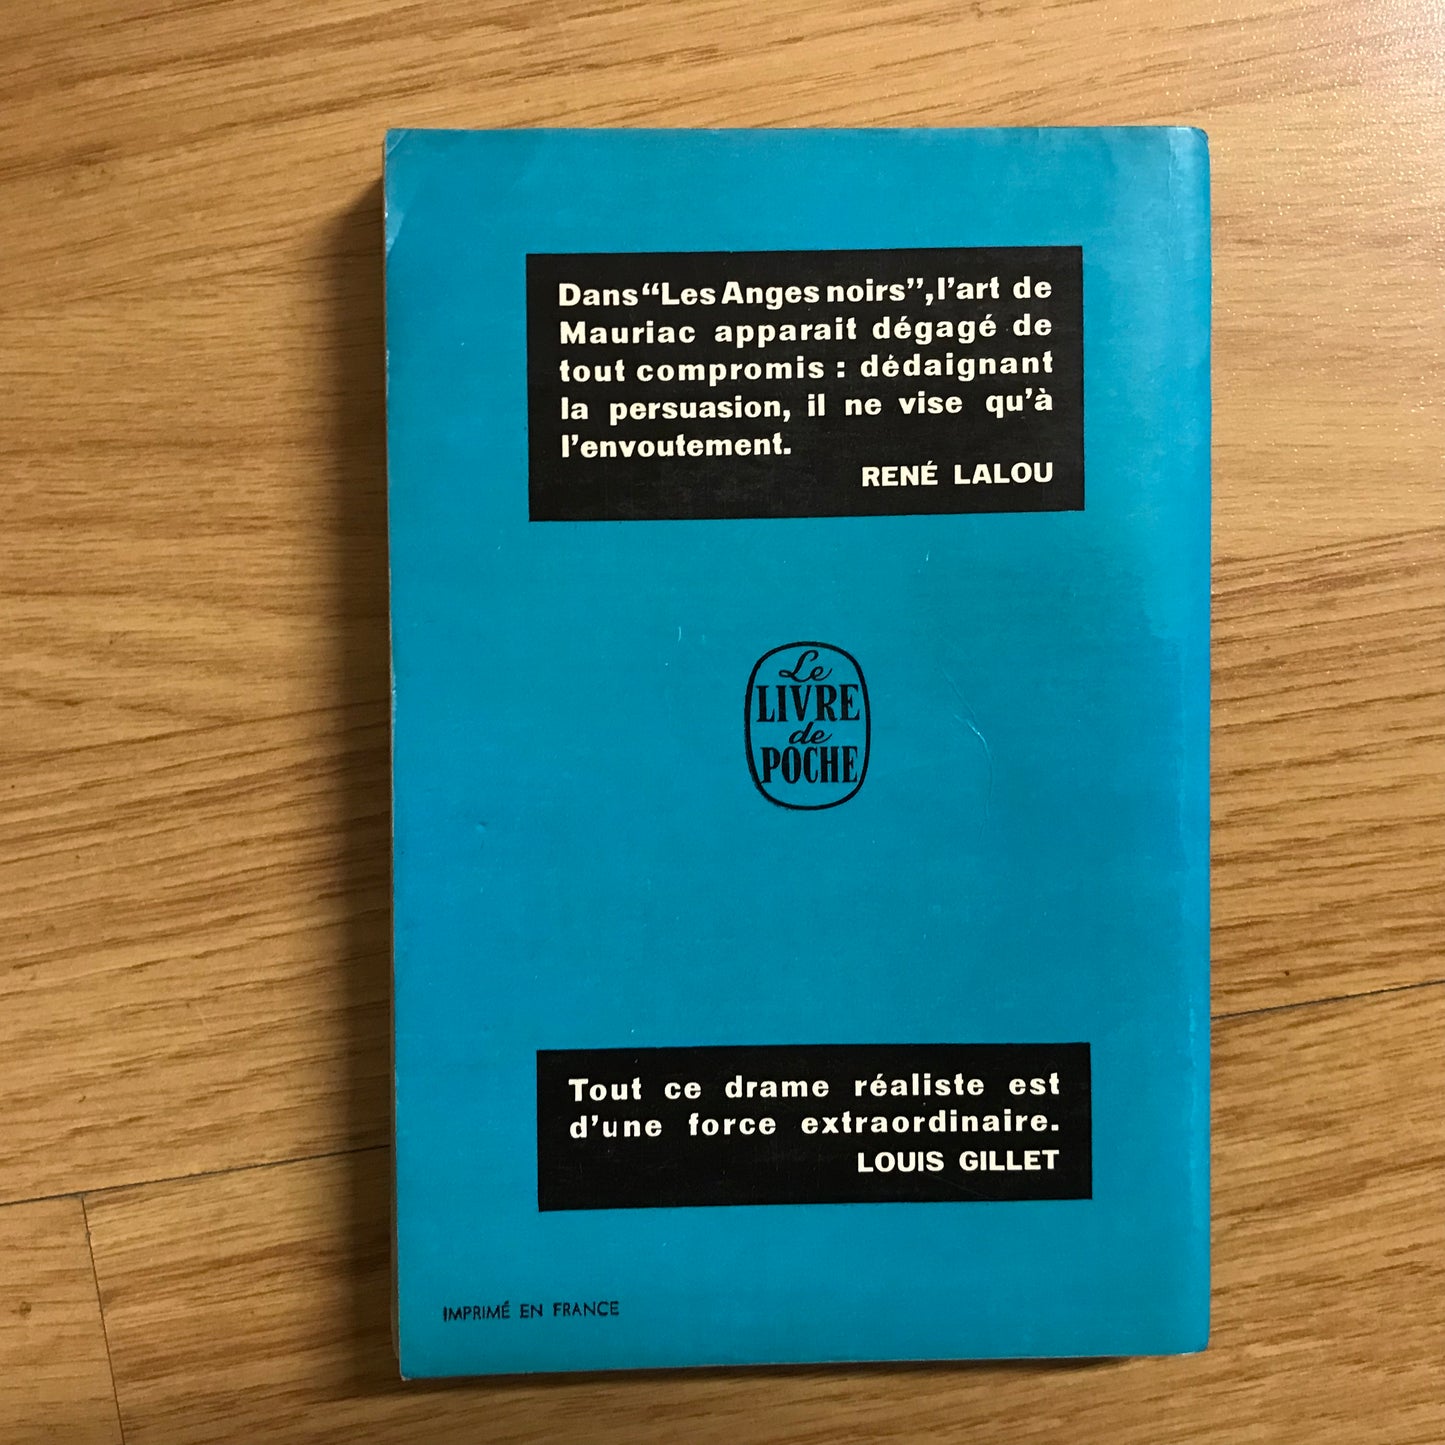 Dans “Les Anges noirs”, l’art de
Mauriac apparait dégagé de
tout compromis : dédaignant
la persuasion, il ne vise qu’à
l’envoutement.
RENÉ LALOU
Le
LIVRE
de
POCHE
Tout ce drame réaliste est
d’une force extraordinaire.
LOUIS GILLET
IMPRIMÉ EN FRANCE